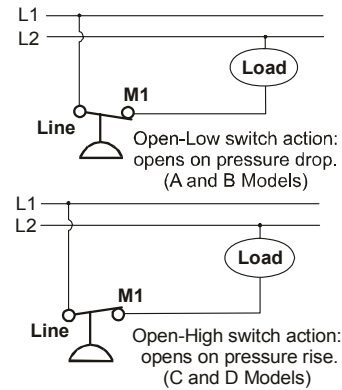 L1
L2
Load
M1
Line
Open-Low switch action:
opens on pressure drop.
(A and B Models)
L1
L2
Load
M1
Line
Open-High switch action:
opens on pressure rise.
(C and D Models)